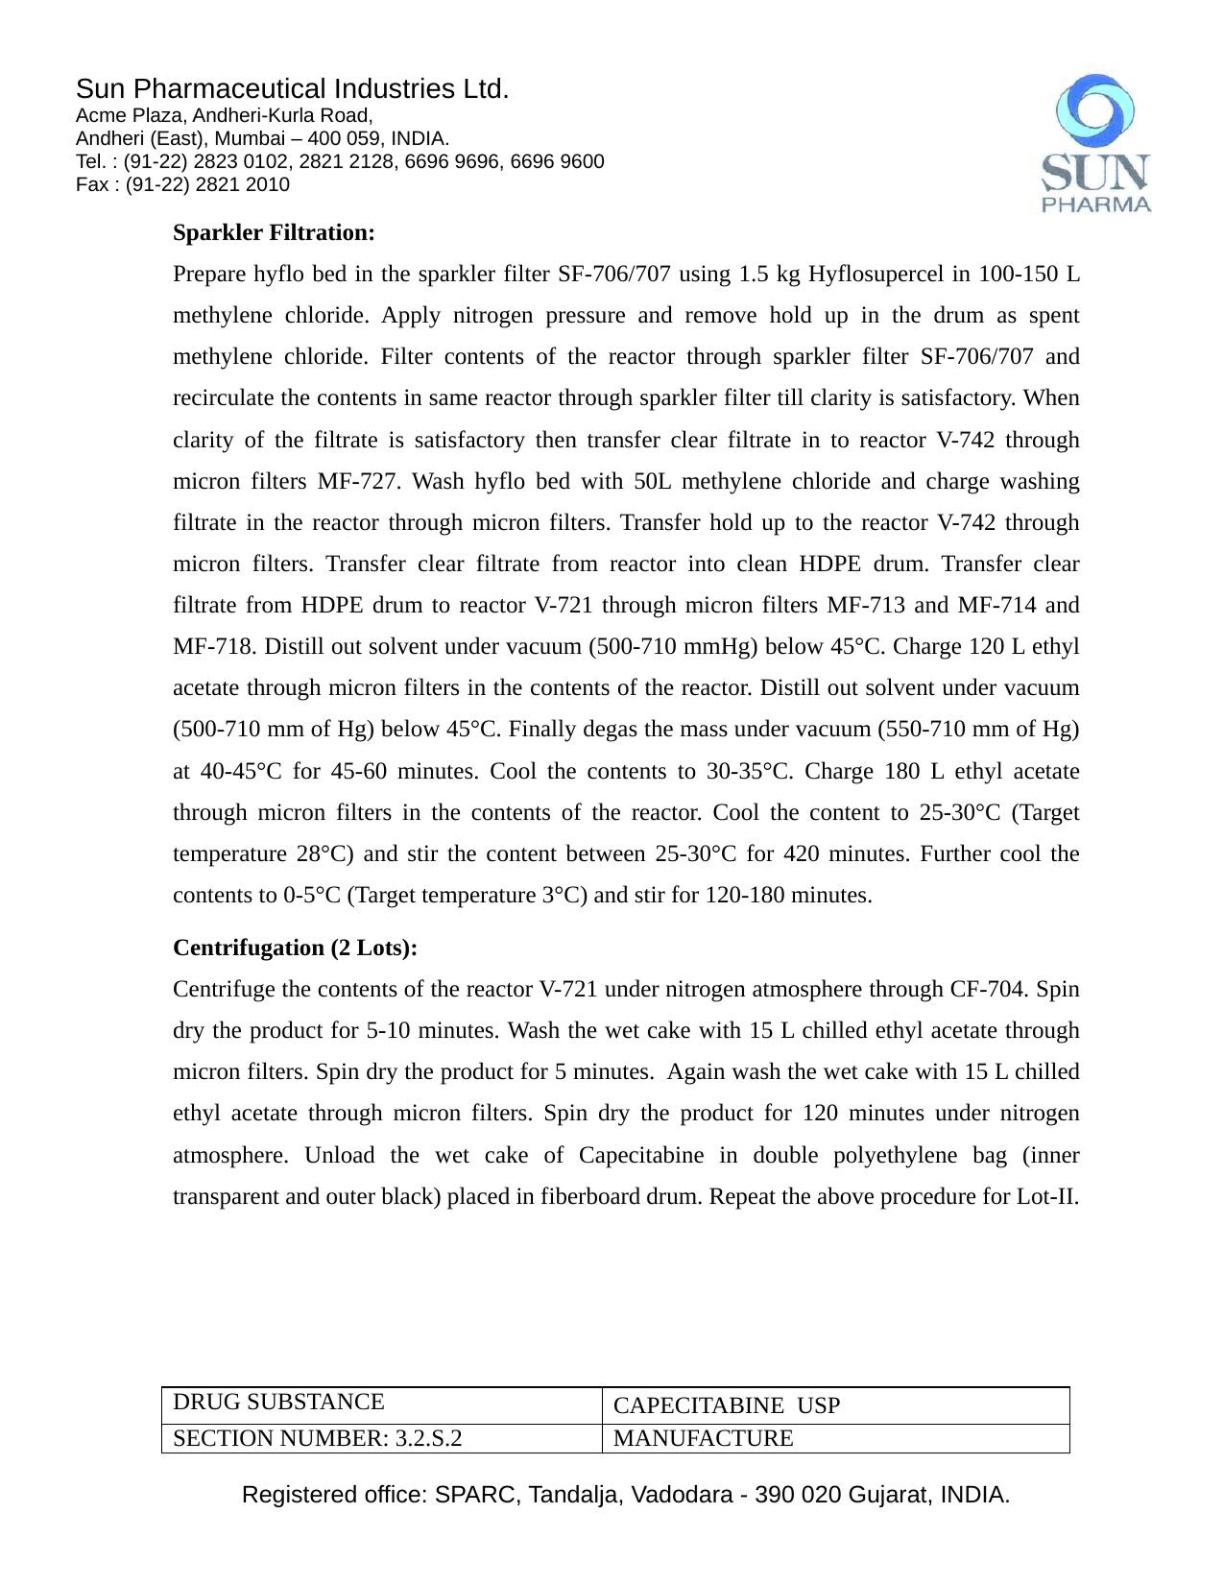 Sun Pharmaceutical Industries Ltd.
Acme Plaza, Andheri-Kurla Road,
Andheri (East), Mumbai – 400 059, INDIA.
Tel. : (91-22) 2823 0102, 2821 2128, 6696 9696, 6696 9600
Fax : (91-22) 2821 2010
SUN
PHARMA
Sparkler Filtration:
Prepare hyflo bed in the sparkler filter SF-706/707 using 1.5 kg Hyflosupercel in 100-150 L
methylene chloride. Apply nitrogen pressure and remove hold up in the drum as spent
methylene chloride. Filter contents of the reactor through sparkler filter SF-706/707 and
recirculate the contents in same reactor through sparkler filter till clarity is satisfactory. When
clarity of the filtrate is satisfactory then transfer clear filtrate in to reactor V-742 through
micron filters MF-727. Wash hyflo bed with 50L methylene chloride and charge washing
filtrate in the reactor through micron filters. Transfer hold up to the reactor V-742 through
micron filters. Transfer clear filtrate from reactor into clean HDPE drum. Transfer clear
filtrate from HDPE drum to reactor V-721 through micron filters MF-713 and MF-714 and
MF-718. Distill out solvent under vacuum (500-710 mmHg) below 45°C. Charge 120 L ethyl
acetate through micron filters in the contents of the reactor. Distill out solvent under vacuum
(500-710 mm of Hg) below 45°C. Finally degas the mass under vacuum (550-710 mm of Hg)
at 40-45°C for 45-60 minutes. Cool the contents to 30-35°C. Charge 180 L ethyl acetate
through micron filters in the contents of the reactor. Cool the content to 25-30°C (Target
temperature 28°C) and stir the content between 25-30°C for 420 minutes. Further cool the
contents to 0-5°C (Target temperature 3°C) and stir for 120-180 minutes.
Centrifugation (2 Lots):
Centrifuge the contents of the reactor V-721 under nitrogen atmosphere through CF-704. Spin
dry the product for 5-10 minutes. Wash the wet cake with 15 L chilled ethyl acetate through
micron filters. Spin dry the product for 5 minutes. Again wash the wet cake with 15 L chilled
ethyl acetate through micron filters. Spin dry the product for 120 minutes under nitrogen
atmosphere. Unload the wet cake of Capecitabine in double polyethylene bag (inner
transparent and outer black) placed in fiberboard drum. Repeat the above procedure for Lot-II.
DRUG SUBSTANCE
CAPECITABINE USP
SECTION NUMBER: 3.2.S.2
MANUFACTURE
Registered office: SPARC, Tandalja, Vadodara - 390 020 Gujarat, INDIA.